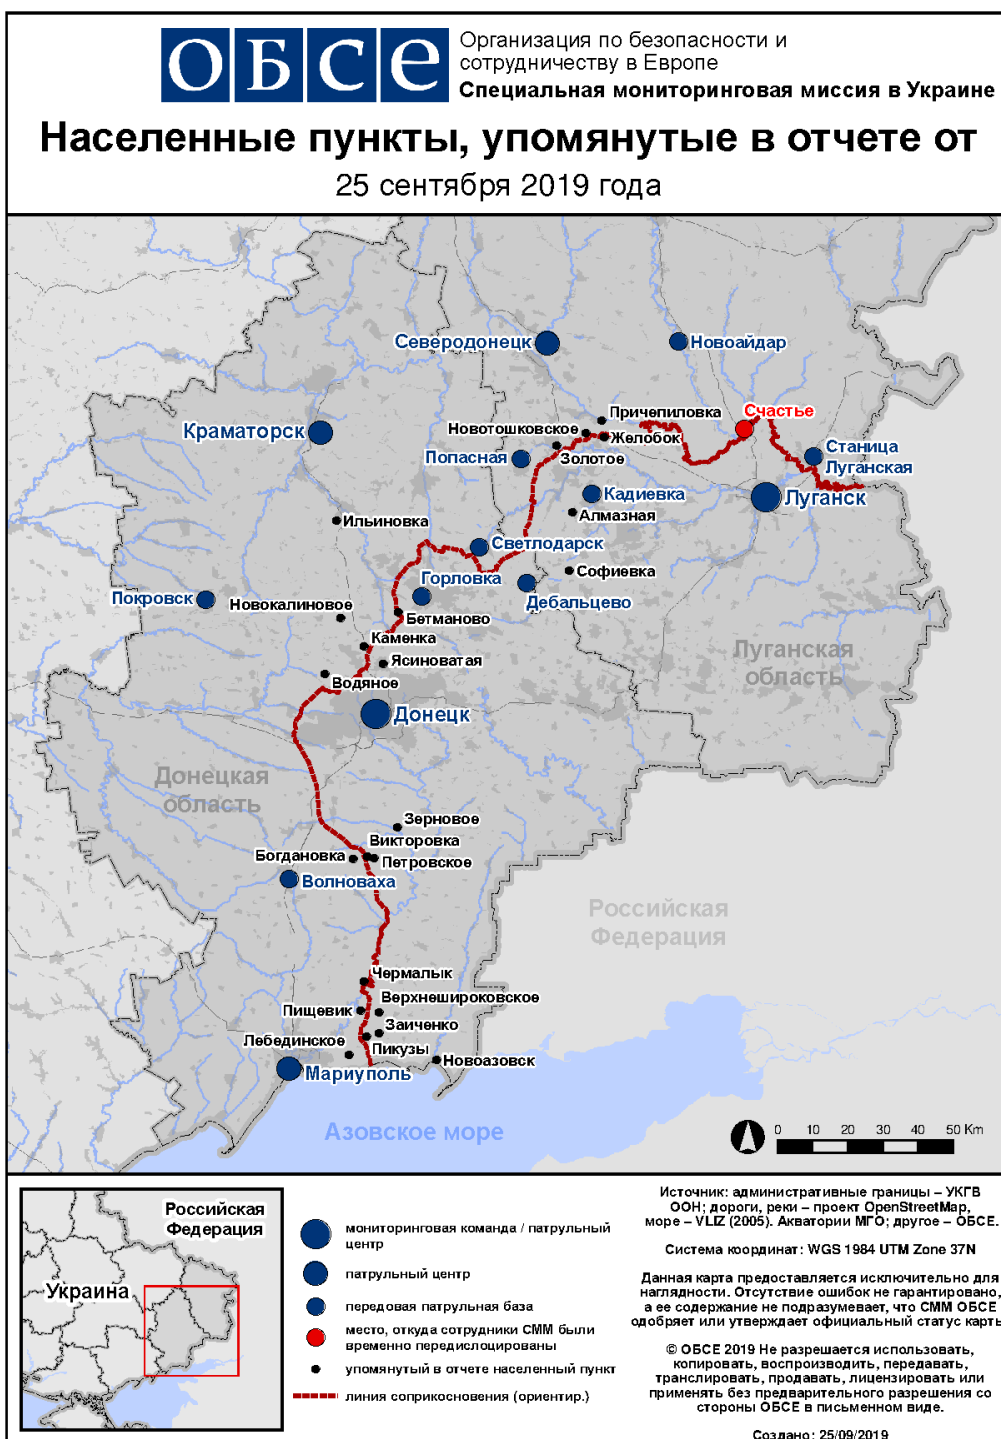 ОБСЕ
Организация по безопасности и
сотрудничеству в Европе
Специальная мониторинговая миссия в Украине
Населенные пункты, упомянутые в отчете от
25 сентября 2019 года
Северодонецк
Новоайдар
Счастье
Причепиловка
Краматорск
Новотошковское
Желобок
Станица
Луганская
Попасная
Золотое
Кадиевка
Луганск
Алмазная
Ильиновка
Светлодарск
Софиевка
Горловка
Покровск
Новокалиновое
Дебальцево
Бетманово
Каменка
Ясиноватая
Луганская
область
Водяное
Донецк
Донецкая
область
Зерновое
Викторовка
Богдановка
Петровское
Волноваха
Российская
Федерация
Чермалык
Верхнешироковское
Пищевик
Заиченко
Лебединское
Пикузы
Новоазовск
Мариуполь
Азовское море
0 10 20 30 40 50 Km
Российская
Федерация
Украина
мониторинговая команда / патрульный
центр
патрульный центр
передовая патрульная база
место, откуда сотрудники СММ были
временно передислоцированы
упомянутый в отчете населенный пункт
линия соприкосновения (ориентир.)
Источник: административные границы – УКГВ
ООН; дороги, реки – проект OpenStreetMap,
море – VLIZ (2005). Акватории МГО; другое – ОБСЕ.
Система координат: WGS 1984 UTM Zone 37N
Данная карта предоставляется исключительно для
наглядности. Отсутствие ошибок не гарантировано,
а ее содержание не подразумевает, что СММ ОБСЕ
одобряет или утверждает официальный статус карты
© ОБСЕ 2019 Не разрешается использовать,
копировать, воспроизводить, передавать,
транслировать, продавать, лицензировать или
применять без предварительного разрешения со
стороны ОБСЕ в письменном виде.
Создано: 25/09/2019